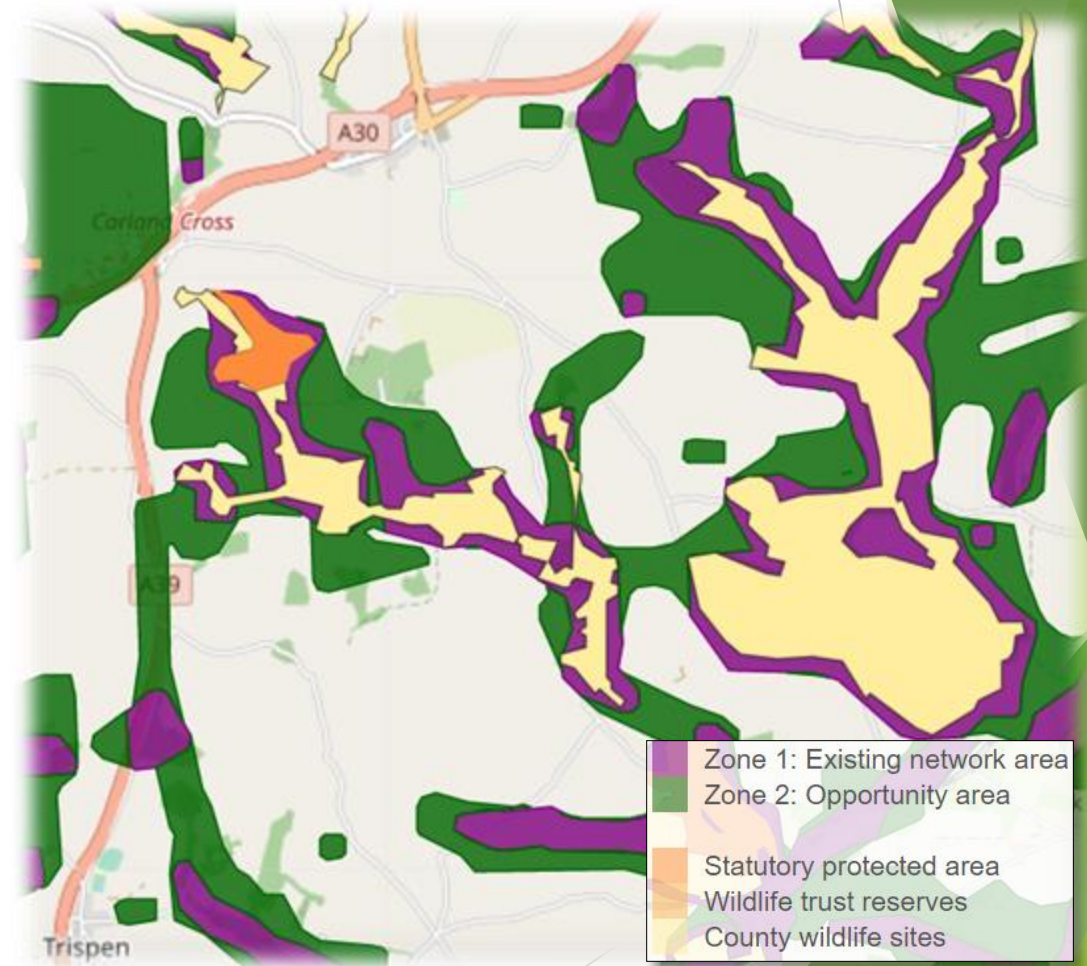 A30
Carland Cross
A39
Zone 1: Existing network area
Zone 2: Opportunity area
Statutory protected area
Wildlife trust reserves
County wildlife sites
Trispen